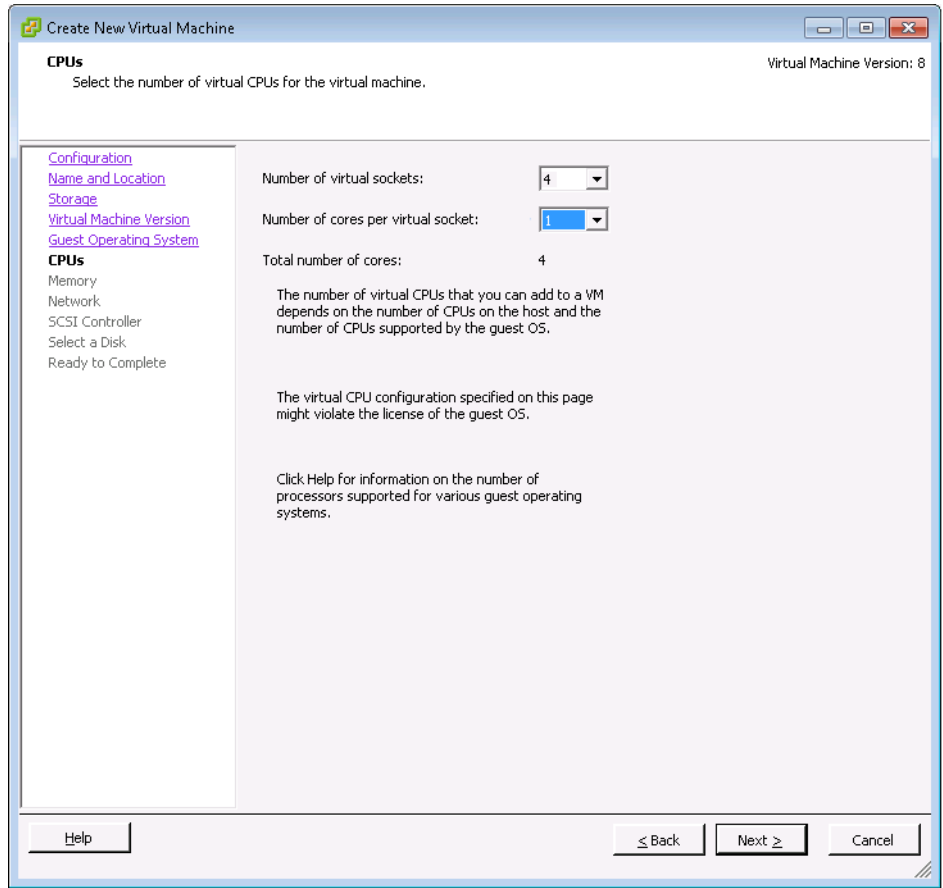 Create New Virtual Machine
CPUs
Select the number of virtual CPUs for the virtual machine.
Virtual Machine Version: 8
Configuration
Name and Location
Storage
Virtual Machine Version
Guest Operating System
CPUs
Memory
Network
SCSI Controller
Select a Disk
Ready to Complete
Number of virtual sockets: 4
Number of cores per virtual socket: 1
Total number of cores: 4
The number of virtual CPUs that you can add to a VM
depends on the number of CPUs on the host and the
number of CPUs supported by the guest OS.
The virtual CPU configuration specified on this page
might violate the license of the guest OS.
Click Help for information on the number of
processors supported for various guest operating
systems.
Help
≤ Back
Next ≥
Cancel